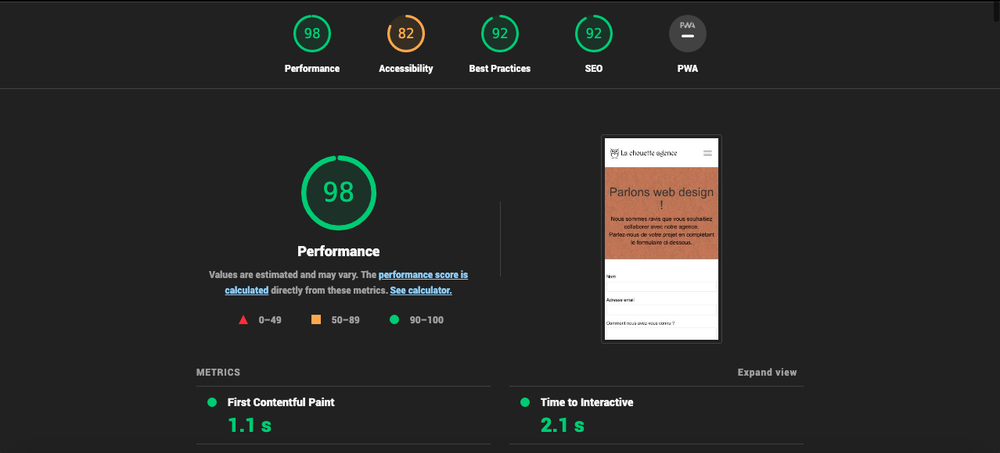 98
82
92
92
PWA
Performance
Accessibility
Best Practices
SEO
PWA
98
Performance
Values are estimated and may vary. The performance score is
calculated directly from these metrics. See calculator.
0–49
50–89
90–100
La chouette agence
Parlons web design
!
Nous sommes ravis que vous souhaitiez
collaborer avec notre agence.
Parlez-nous de votre projet en complétant
le formulaire ci-dessous.
Nom
Adresse email
Comment nous avez-vous connu ?
METRICS
Expand view
First Contentful Paint
1.1 s
Time to Interactive
2.1 s